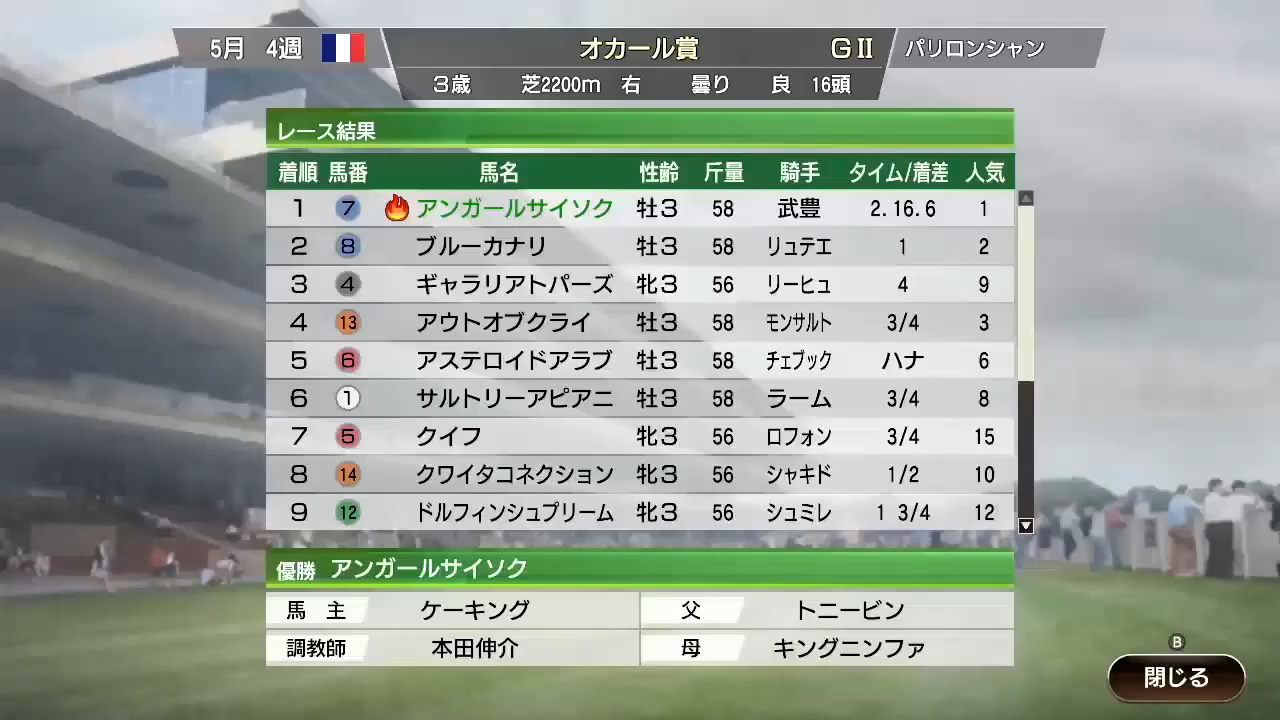 5月 4週 オカール賞 GⅡ パリロンシャン
3歳 芝2200m 右 曇り 良 16頭
レース結果
着順 馬番 馬名 性齢 斤量 騎手 タイム/着差 人気
1 7 アンガールサイソク 牡3 58 武豊 2.16.6 1
2 8 ブルーカナリ 牡3 58 リュテエ 1 2
3 4 ギャラリアトパーズ 牝3 56 リーヒュ 4 9
4 13 アウトオブクライ 牡3 58 モンサルト 3/4 3
5 6 アステロイドアラブ 牡3 58 チェブック ハナ 6
6 1 サルトリーアピアニ 牡3 58 ラーム 3/4 8
7 5 クイフ 牝3 56 ロフォン 3/4 15
8 14 クワイタコネクション 牝3 56 シャキド 1/2 10
9 12 ドルフィンシュプリーム 牝3 56 シュミレ 1 3/4 12
優勝 アンガールサイソク
馬主 ケーキング 父 トニービン
調教師 本田伸介 母 キングニンファ
B
閉じる